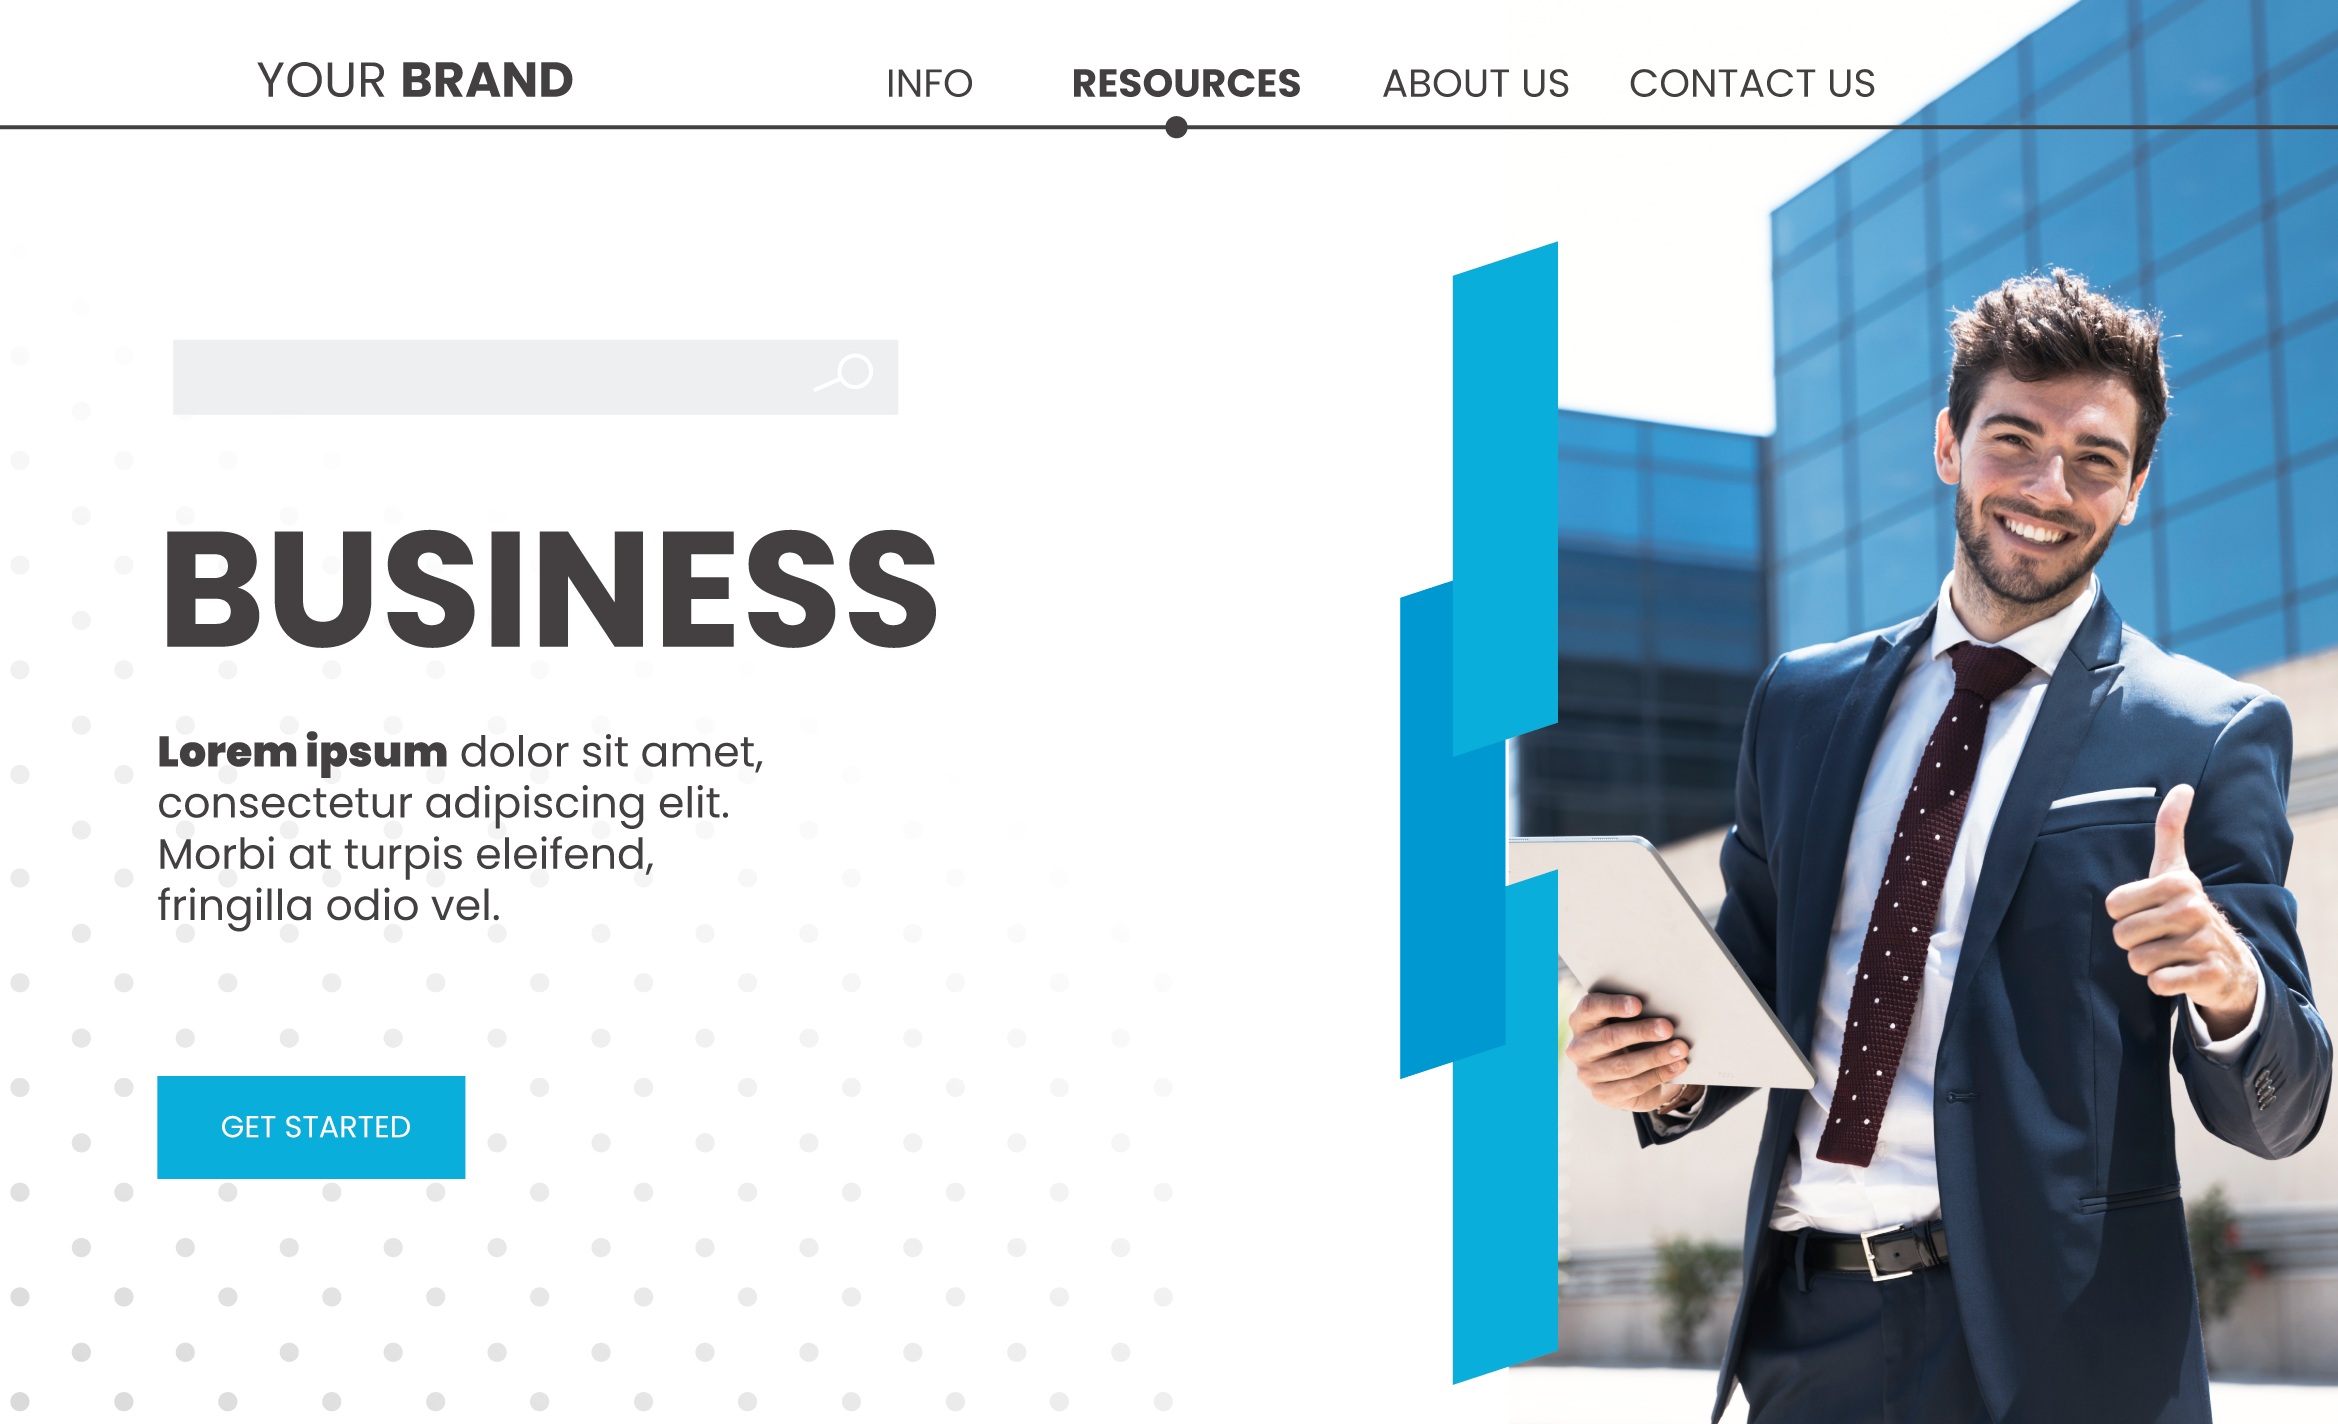 YOUR BRAND
INFO RESOURCES ABOUT US CONTACT US
BUSINESS
Lorem ipsum dolor sit amet,
consectetur adipiscing elit.
Morbi at turpis eleifend,
fringilla odio vel.
GET STARTED